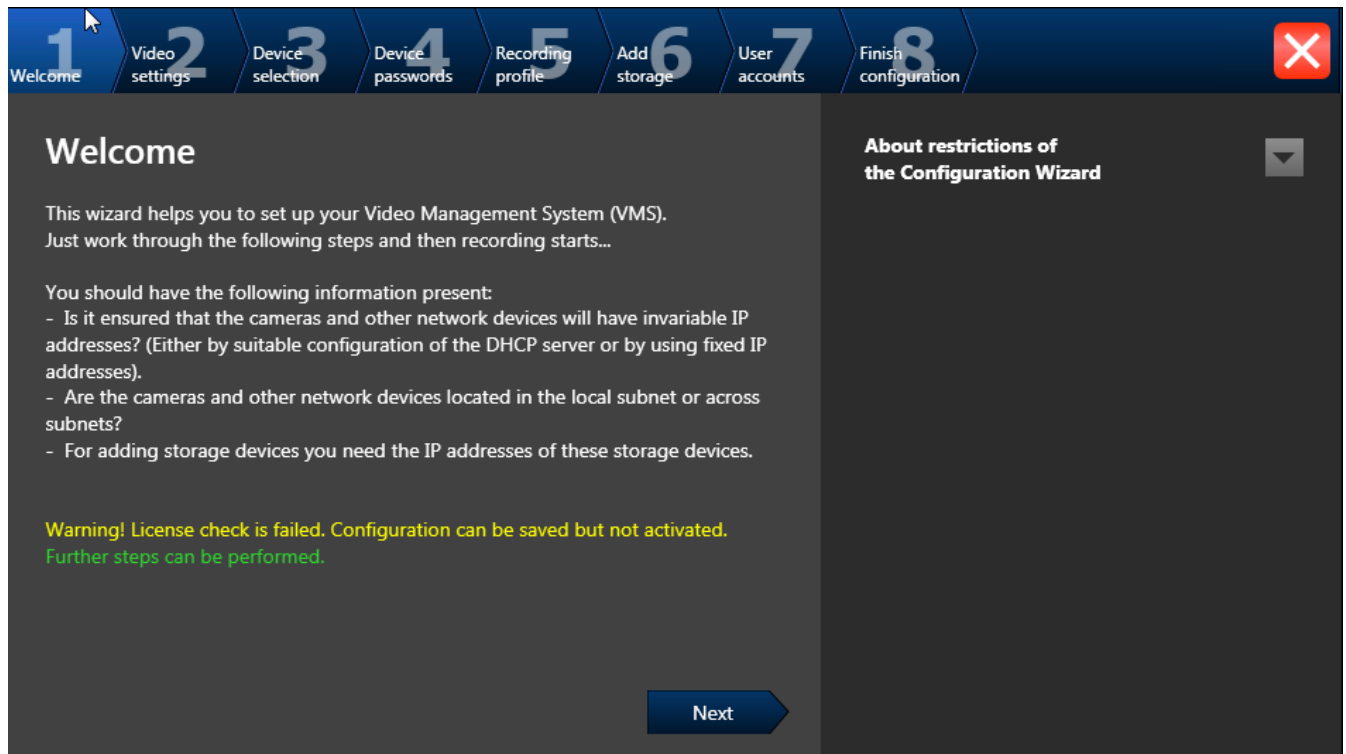 1
Welcome
2
Video
settings
3
Device
selection
4
Device
passwords
5
Recording
profile
6
Add
storage
7
User
accounts
8
Finish
configuration
Welcome
This wizard helps you to set up your Video Management System (VMS).
Just work through the following steps and then recording starts...
You should have the following information present:
- Is it ensured that the cameras and other network devices will have invariable IP
addresses? (Either by suitable configuration of the DHCP server or by using fixed IP
addresses).
- Are the cameras and other network devices located in the local subnet or across
subnets?
- For adding storage devices you need the IP addresses of these storage devices.
Warning! License check is failed. Configuration can be saved but not activated.
Further steps can be performed.
Next
About restrictions of
the Configuration Wizard